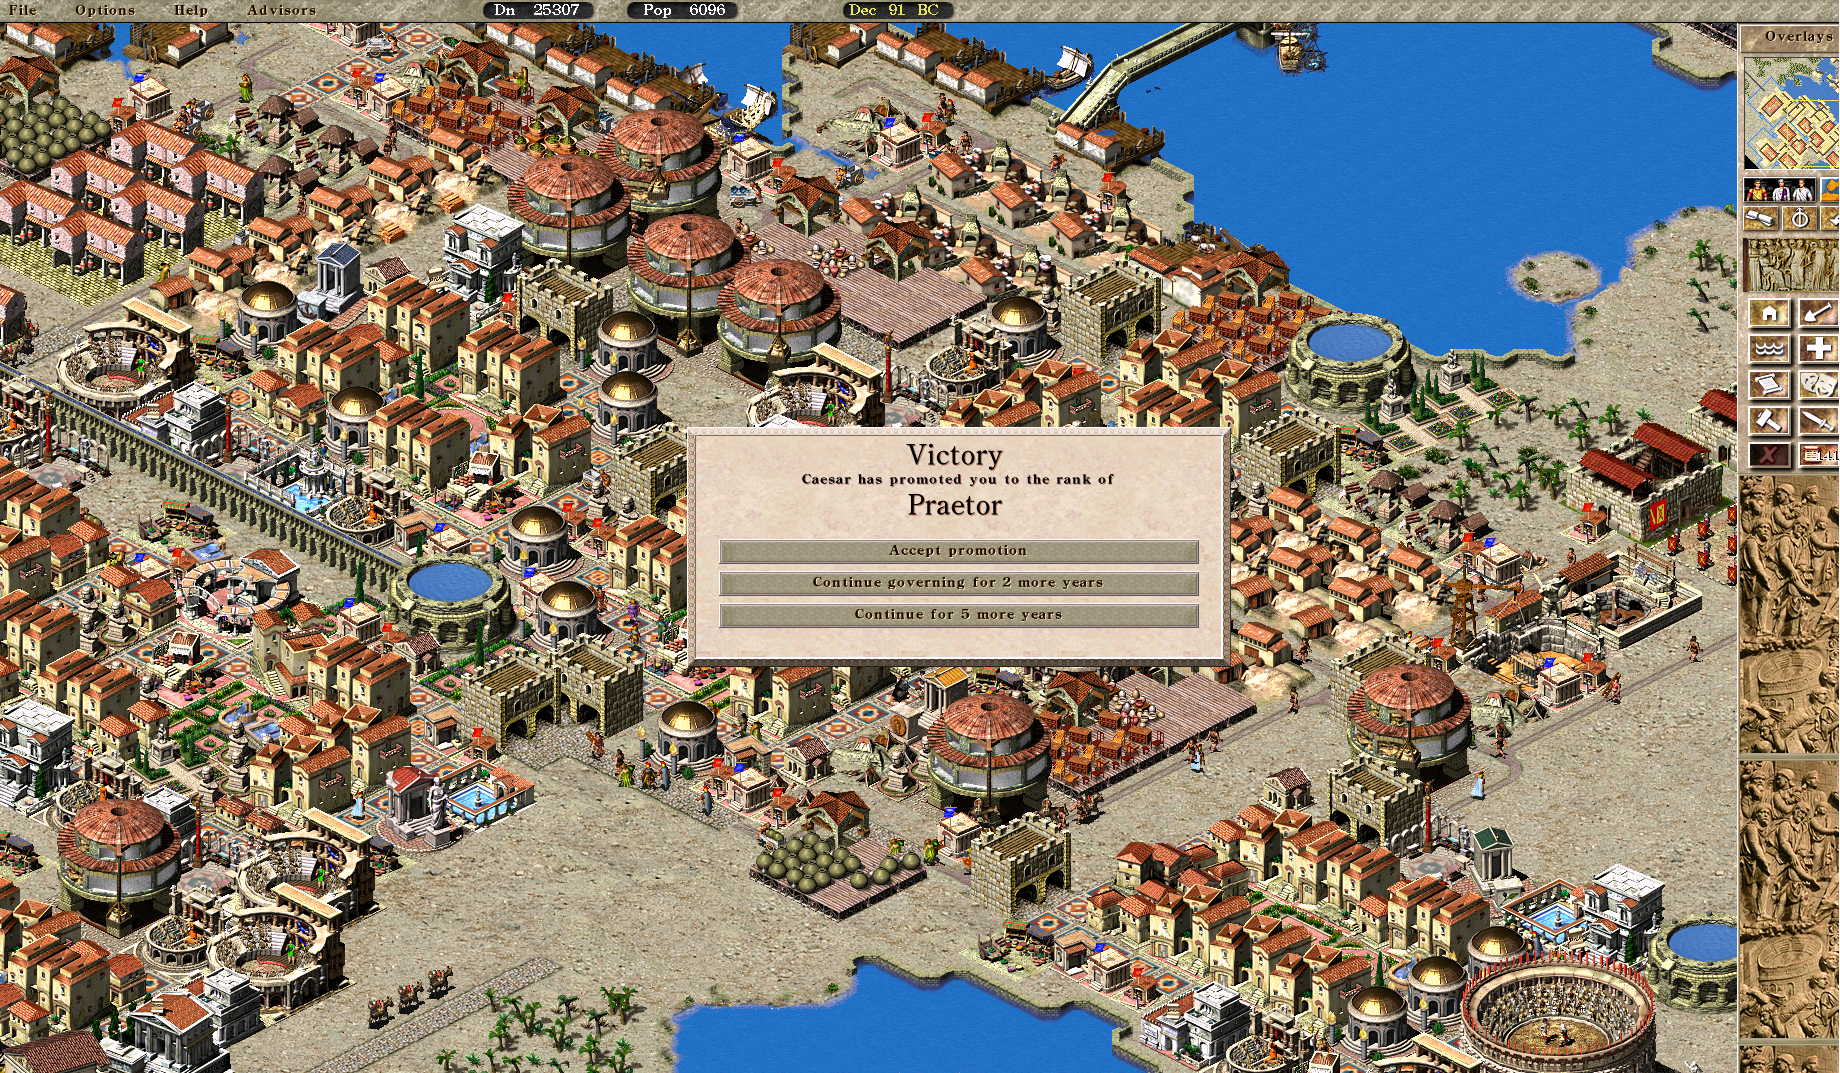 File Options Help Advisors Dn 25307 Pop 6096 Dec 91 BC
Overlays
Victory
Caesar has promoted you to the rank of
Praetor
Accept promotion
Continue governing for 2 more years
Continue for 5 more years